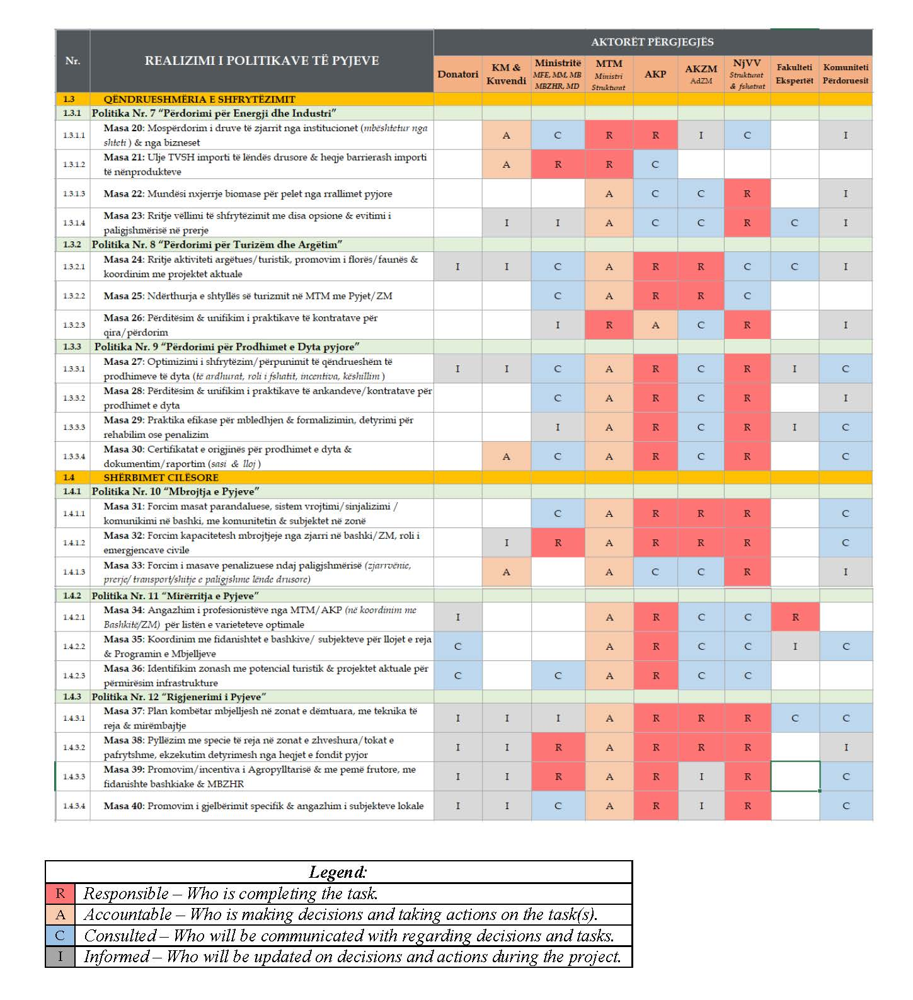 Nr.
REALIZIMI I POLITIKAVE TË PYJEVE
AKTORËT PËRGJEGJËS
Donatori
KM &
Kuvendi
Ministritë
MFE, MM, MB
MBZHR, MD
MTM
Ministri
Strukturat
AKP
AKZM
AdZM
NjVV
Strukturat
& fshatrat
Fakulteti
Ekspertët
Komuniteti
Përdoruesit
1.3 QËNDRUESHMËRIA E SHFRYTËZIMIT
1.3.1 Politika Nr. 7 “Përdorimi për Energji dhe Industri”
1.3.1.1 Masa 20: Mospërdorim i druve të zjarrit nga institucionet (mbështetur nga
shteti ) & nga bizneset
A C R R I C I
1.3.1.2 Masa 21: Ulje TVSH importi të lëndës drusore & heqje barrierash importi
të nënprodukteve
A R R C
1.3.1.3 Masa 22: Mundësi nxjerrje biomase për pelet nga rrallimet pyjore A C C R I
1.3.1.4 Masa 23: Rritje vëllimi të shfrytëzimit me disa opsione & evitimi i
paligjshmërisë në prerje
I I A C C R C I
1.3.2 Politika Nr. 8 “Përdorimi për Turizëm dhe Argëtim”
1.3.2.1 Masa 24: Rritje aktiviteti argëtues/turistik, promovim i florës/faunës &
koordinim me projektet aktuale
I I C A R R C C I
1.3.2.2 Masa 25: Ndërthurja e shtyllës së turizmit në MTM me Pyjet/ZM C A R R C
1.3.2.3 Masa 26: Përditësim & unifikim i praktikave të kontratave për
qira/përdorim
I R A C R I
1.3.3 Politika Nr. 9 “Përdorimi për Prodhimet e Dyta pyjore”
1.3.3.1 Masa 27: Optimizimi i shfrytëzim/përpunimit të qëndrueshëm të
prodhimeve të dyta (të ardhurat, roli i fshatit, incentiva, këshillim )
I I C A R C R I C
1.3.3.2 Masa 28: Përditësim & unifikim i praktikave të ankandeve/kontratave për
prodhimet e dyta
C A R C R I
1.3.3.3 Masa 29: Praktika efikase për mbledhjen & formalizimin, detyrimi për
rehabilim ose penalizim
I A R C R I C
1.3.3.4 Masa 30: Certifikatat e origjinës për prodhimet e dyta &
dokumentim/raportim (sasi & lloj )
A C A R C R C
1.4 SHËRBIMET CILËSORE
1.4.1 Politika Nr. 10 “Mbrojtja e Pyjeve”
1.4.1.1 Masa 31: Forcim masat parandaluese, sistem vrojtimi/sinjalizimi /
komunikimi në bashki, me komunitetin & subjektet në zonë
C A R R R C
1.4.1.2 Masa 32: Forcim kapacitetesh mbrojtjeje nga zjarri në bashki/ZM, roli i
emergjencave civile
I R A R R R C
1.4.1.3 Masa 33: Forcim i masave penalizuese ndaj paligjshmërisë (zjarrvënie,
prerje/ transport/shitje e paligjshme lënde drusore)
A A C C R I
1.4.2 Politika Nr. 11 “Mirërritja e Pyjeve”
1.4.2.1 Masa 34: Angazhim i profesionistëve nga MTM/AKP (në koordinim me
Bashkitë/ZM) për listën e varieteteve optimale
I A R C C R
1.4.2.2 Masa 35: Koordinim me fidanishtet e bashkive/ subjekteve për llojet e reja
& Programin e Mbjelljeve
C A R C C I C
1.4.2.3 Masa 36: Identifikim zonash me potencial turistik & projektet aktuale për
përmirësim infrastrukture
C C A R C C
1.4.3 Politika Nr. 12 “Rigjenerimi i Pyjeve”
1.4.3.1 Masa 37: Plan kombëtar mbjelljesh në zonat e dëmtuara, me teknika të
reja & mirëmbajtje
I I I A R R R C C
1.4.3.2 Masa 38: Pyllëzim me specie të reja në zonat e zhveshura/tokat e
pafrytshme, ekzekutim detyrimesh nga heqjet e fondit pyjor
I I R A R R R I
1.4.3.3 Masa 39: Promovim/incentiva i Agropylltarisë & me pemë frutore, me
fidanishte bashkiake & MBZHR
I I R A R I R C
1.4.3.4 Masa 40: Promovim i gjelbërimit specifik & angazhim i subjekteve lokale I I C A R I R C
Legend:
R Responsible – Who is completing the task.
A Accountable – Who is making decisions and taking actions on the task(s).
C Consulted – Who will be communicated with regarding decisions and tasks.
I Informed – Who will be updated on decisions and actions during the project.